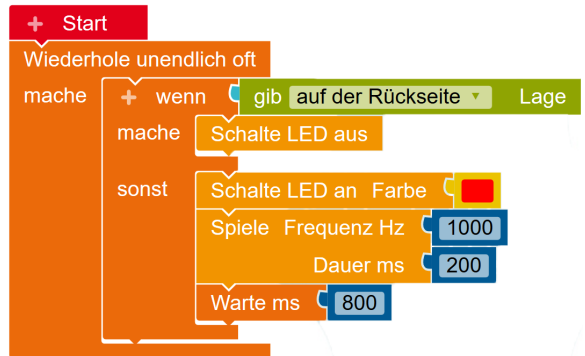 + Start
Wiederhole unendlich oft
mache + wenn gib auf der Rückseite Lage
mache Schalte LED aus
sonst Schalte LED an Farbe
Spiele Frequenz Hz 1000
Dauer ms 200
Warte ms 800